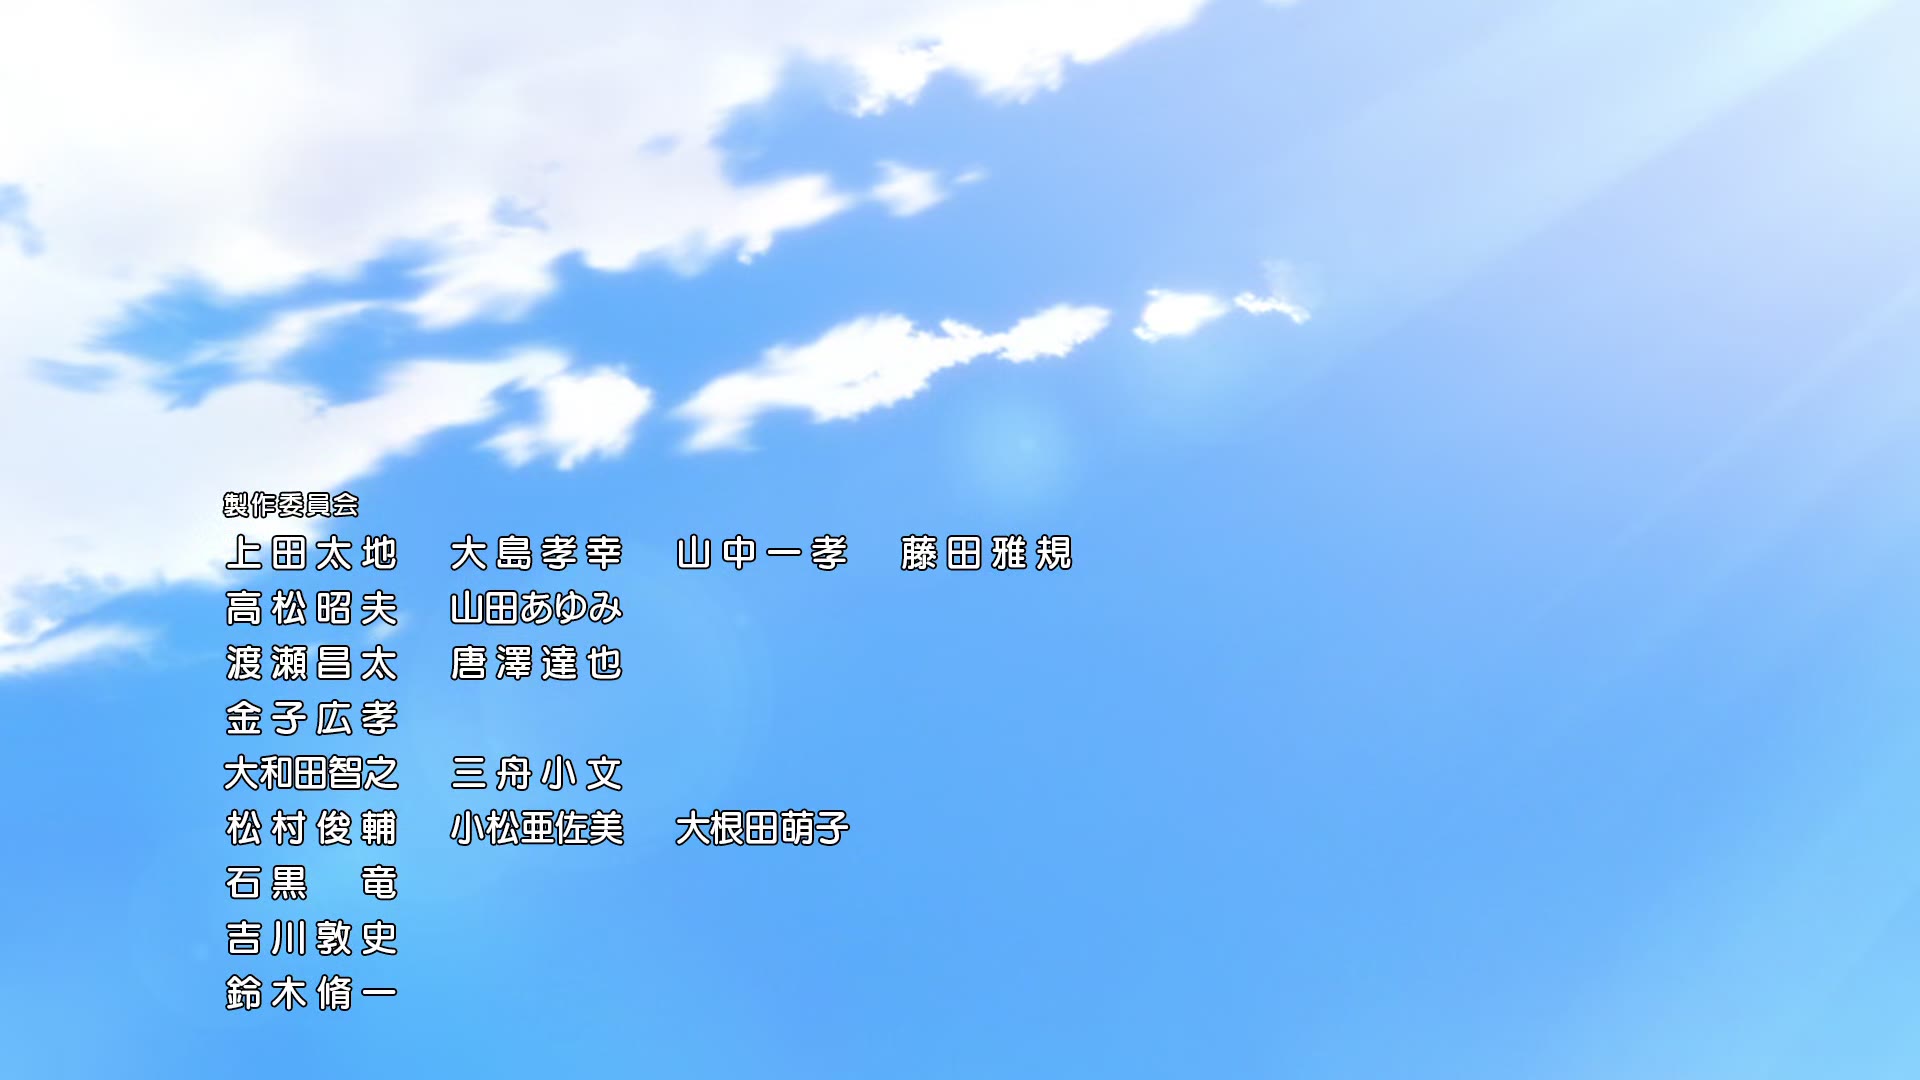 製作委員会
上田太地　大島孝幸　山中一孝　藤田雅規
高松昭夫　山田あゆみ
渡瀬昌太　唐澤達也
金子広孝
大和田智之　三舟小文
松村俊輔　小松亜佐美　大根田萌子
石黒　竜
吉川敦史
鈴木脩一